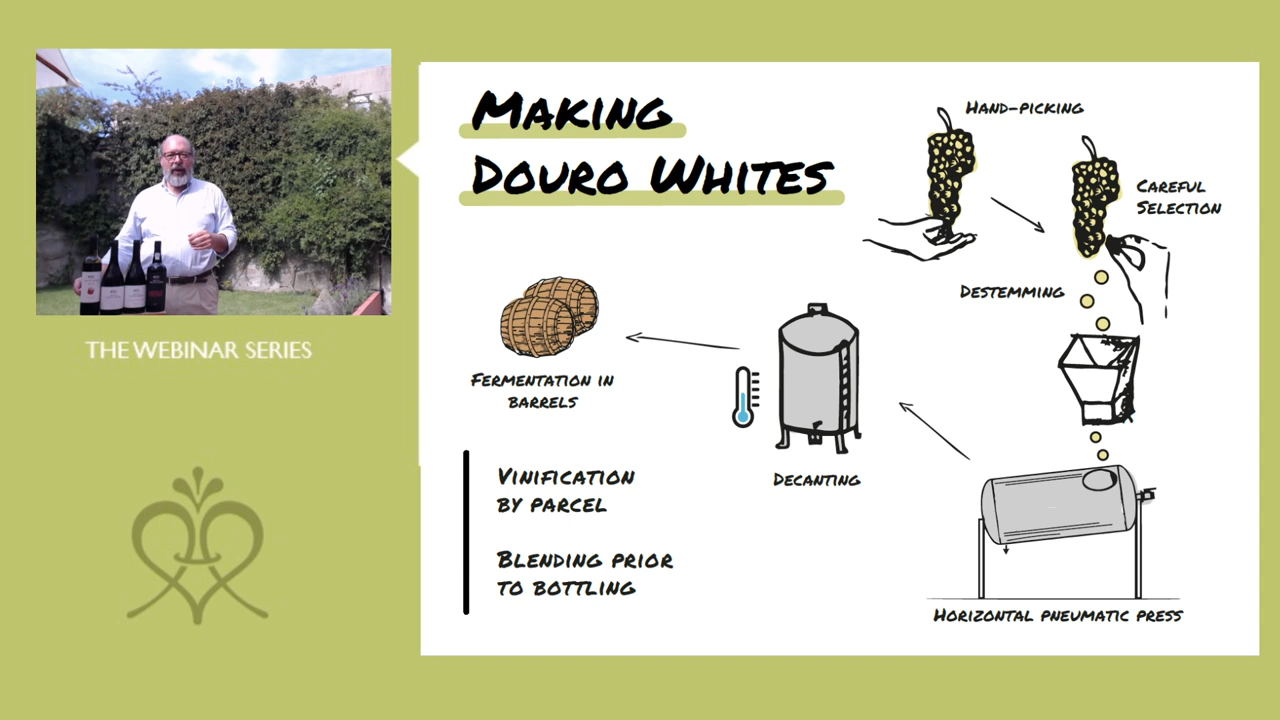 Making
Douro Whites
Hand-picking
Careful
Selection
Destemming
Horizontal pneumatic press
Decanting
Fermentation in
barrels
Vinification
by parcel
Blending prior
to bottling
THE WEBINAR SERIES